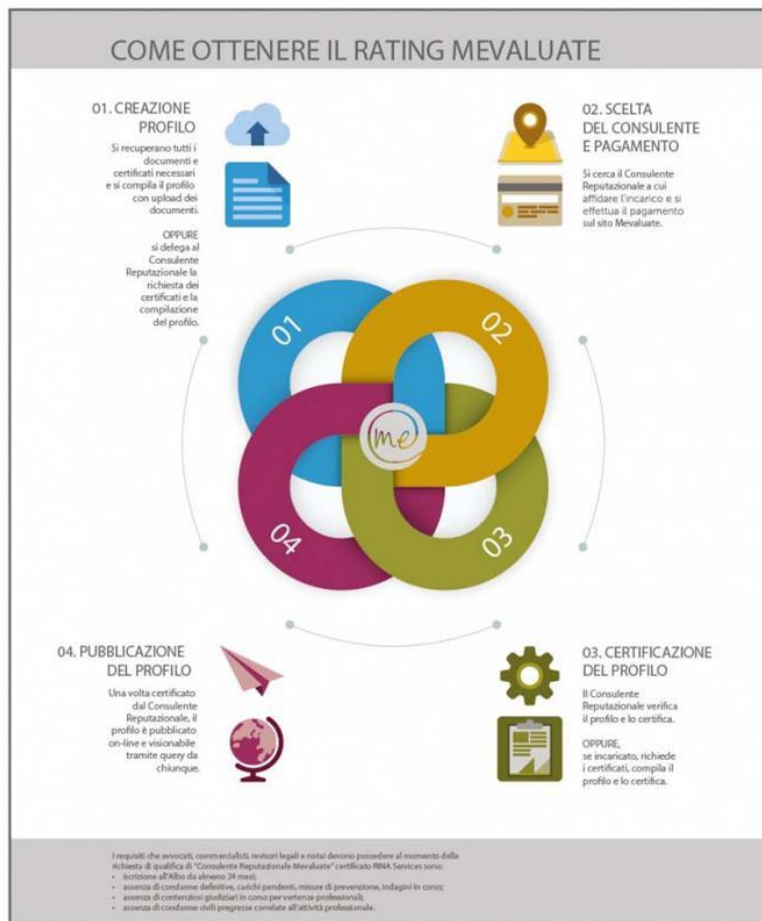 COME OTTENERE IL RATING MEVALUATE
01. CREAZIONE
PROFILO
Si recuperano tutti i
documenti e
certificati necessari
e si compila il profilo
con upload dei
documenti.
OPPURE
si delega al
Consulente
Reputazionale la
richiesta dei
certificati e la
compilazione
del profilo.
02. SCELTA
DEL CONSULENTE
E PAGAMENTO
Si cerca il Consulente
Reputazionale a cui
affidare l'incarico e si
effettua il pagamento
sul sito Mevaluate.
01
02
me
04
03
04. PUBBLICAZIONE
DEL PROFILO
Una volta certificato
dal Consulente
Reputazionale, il
profilo è pubblicato
on-line e visionabile
tramite query da
chiunque.
03. CERTIFICAZIONE
DEL PROFILO
Il Consulente
Reputazionale verifica
il profilo e lo certifica.
OPPURE,
se incaricato, richiede
i certificati, compila il
profilo e lo certifica.
I requisiti che avvocati, commercialisti, revisori legali e notai devono possedere al momento della
richiesta di qualifica di "Consulente Reputazionale Mevaluate" certificato RINA Services sono:
• iscrizione all'Albo da almeno 24 mesi;
• assenza di condanne definitive, carichi pendenti, misure di prevenzione, indagini in corso;
• assenza di contenziosi giudiziari in corso per vertenze professionali;
• assenza di condanne civili pregresse correlate all'attività professionale.